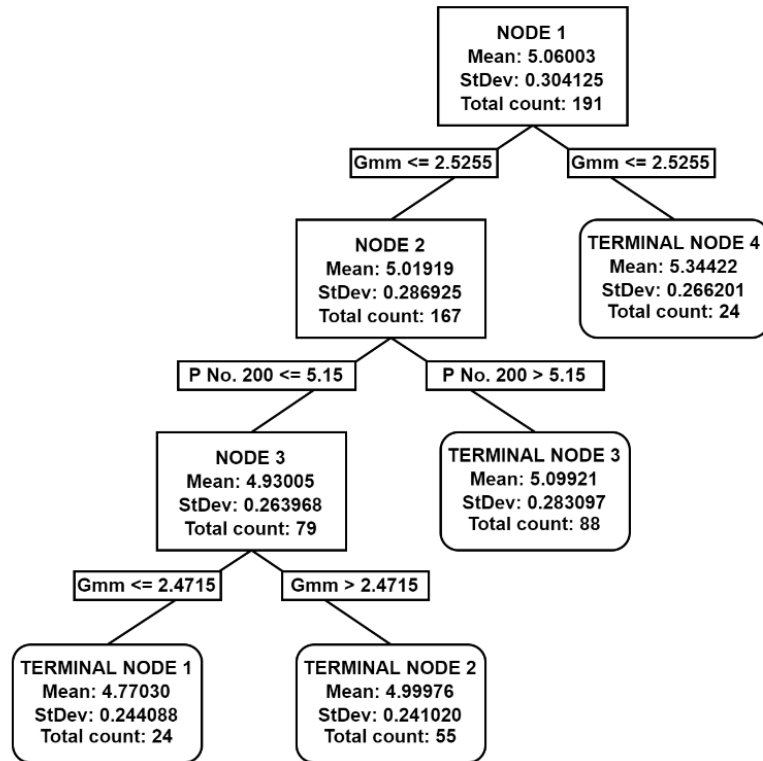 NODE 1
Mean: 5.06003
StDev: 0.304125
Total count: 191
Gmm <= 2.5255
Gmm <= 2.5255
NODE 2
Mean: 5.01919
StDev: 0.286925
Total count: 167
TERMINAL NODE 4
Mean: 5.34422
StDev: 0.266201
Total count: 24
P No. 200 <= 5.15
P No. 200 > 5.15
NODE 3
Mean: 4.93005
StDev: 0.263968
Total count: 79
TERMINAL NODE 3
Mean: 5.09921
StDev: 0.283097
Total count: 88
Gmm <= 2.4715
Gmm > 2.4715
TERMINAL NODE 1
Mean: 4.77030
StDev: 0.244088
Total count: 24
TERMINAL NODE 2
Mean: 4.99976
StDev: 0.241020
Total count: 55